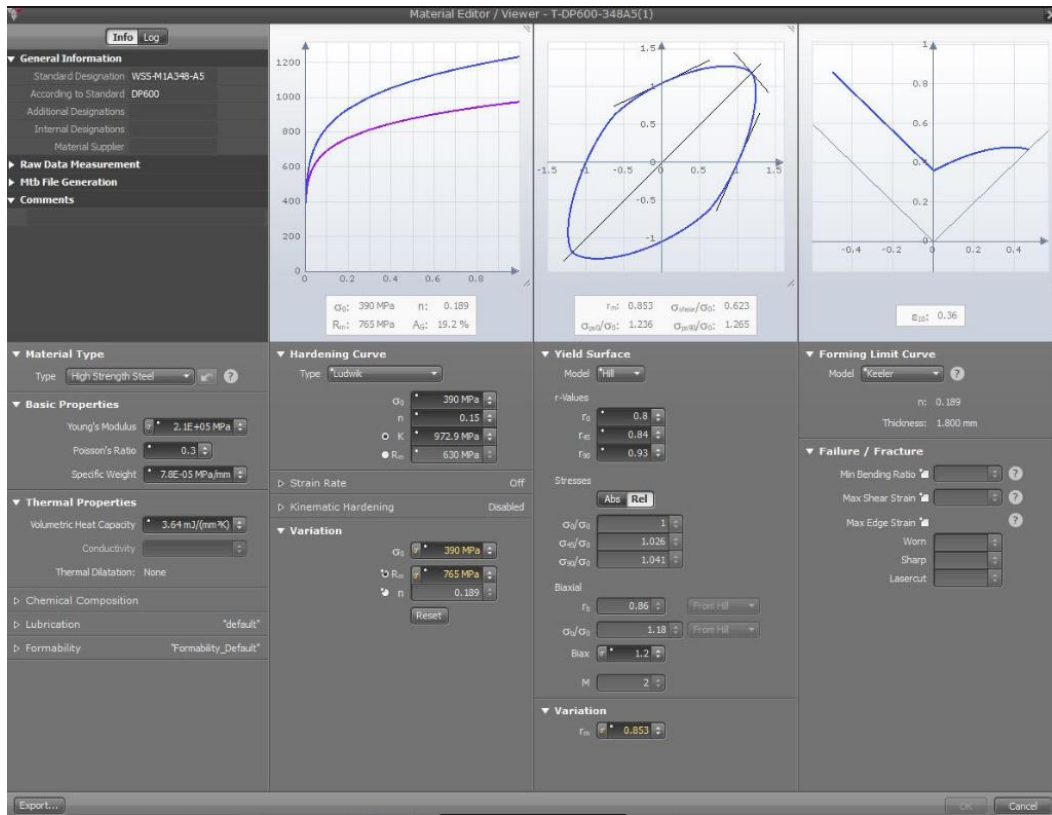 Material Editor / Viewer - T-DP600-348A5(1)
Info Log
General Information
Standard Designation WSS-M1A348-A5
According to Standard DP600
Additional Designations
Internal Designations
Material Supplier
Raw Data Measurement
Mtb File Generation
Comments
1200
1000
800
600
400
200
0
0.2 0.4 0.6 0.8
σ₀: 390 MPa n: 0.189
Rₘ: 765 MPa A_G: 19.2 %
1.5
1
0.5
0
-1.5 -1 -0.5 0.5 1 1.5
-0.5
-1
rₘ: 0.853 σshear/σ₀: 0.623
σps0/σ₀: 1.236 σps90/σ₀: 1.265
1
0.8
0.6
0.4
0.2
0
-0.4 -0.2 0.2 0.4
ε₁₀: 0.36
Material Type
Type High Strength Steel ?
Basic Properties
Young's Modulus 2.1E+05 MPa
Poisson's Ratio 0.3
Specific Weight 7.8E-05 MPa/mm
Thermal Properties
Volumetric Heat Capacity 3.64 mJ/(mm³K)
Conductivity
Thermal Dilatation: None
Chemical Composition
Lubrication "default"
Formability "Formability_Default"
Hardening Curve
Type Ludwik
σ₀ 390 MPa
n 0.15
K 972.9 MPa
Rₘ 630 MPa
Strain Rate Off
Kinematic Hardening Disabled
Variation
σ₀ 390 MPa
Rₘ 765 MPa
n 0.189
Reset
Yield Surface
Model Hill
r-Values
r₀ 0.8
r₄₅ 0.84
r₉₀ 0.93
Stresses
Abs Rel
σ₀/σ₀ 1
σ₄₅/σ₀ 1.026
σ₉₀/σ₀ 1.041
Biaxial
r_b 0.86 From Hill
σ_b/σ₀ 1.18 From Hill
Biax 1.2
M 2
Variation
rₘ 0.853
Forming Limit Curve
Model Keeler ?
n: 0.189
Thickness: 1.800 mm
Failure / Fracture
Min Bending Ratio ?
Max Shear Strain ?
Max Edge Strain ?
Worn
Sharp
Lasercut
Export...
OK Cancel